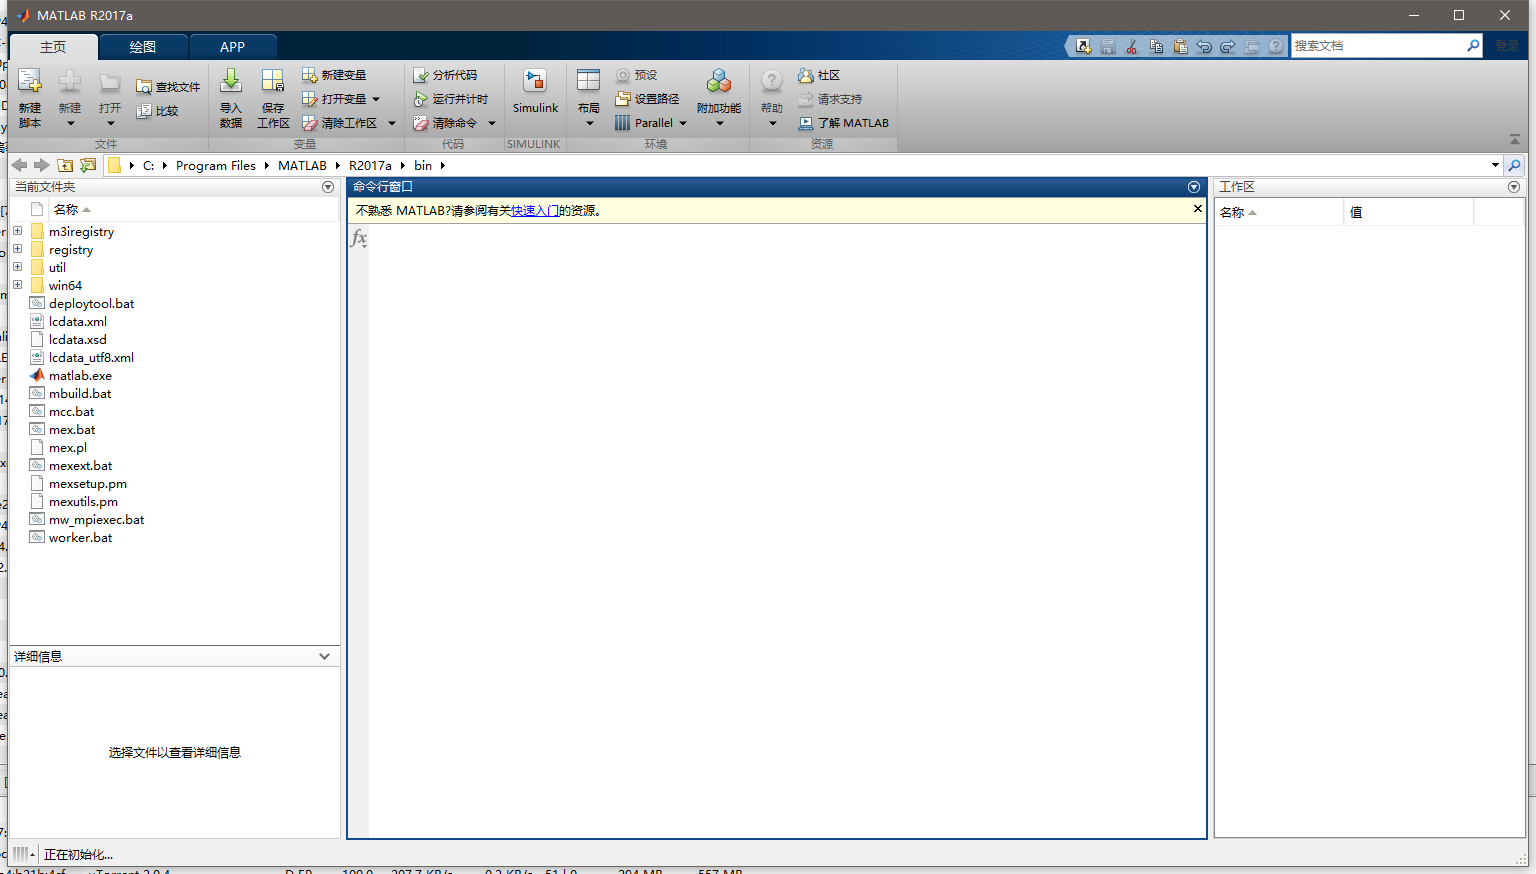 MATLAB R2017a
主页 绘图 APP 搜索文档 登录
新建脚本 新建 打开 查找文件 比较
导入数据 保存工作区 新建变量 打开变量 清除工作区
分析代码 运行并计时 清除命令
Simulink
布局 预设 设置路径 Parallel 附加功能
帮助 社区 请求支持 了解 MATLAB
文件 变量 代码 SIMULINK 环境 资源
C: Program Files MATLAB R2017a bin
当前文件夹
名称
m3iregistry
registry
util
win64
deploytool.bat
lcdata.xml
lcdata.xsd
lcdata_utf8.xml
matlab.exe
mbuild.bat
mcc.bat
mex.bat
mex.pl
mexext.bat
mexsetup.pm
mexutils.pm
mw_mpiexec.bat
worker.bat
详细信息
选择文件以查看详细信息
命令行窗口
不熟悉 MATLAB?请参阅有关快速入门的资源。
fx
工作区
名称 值
正在初始化...